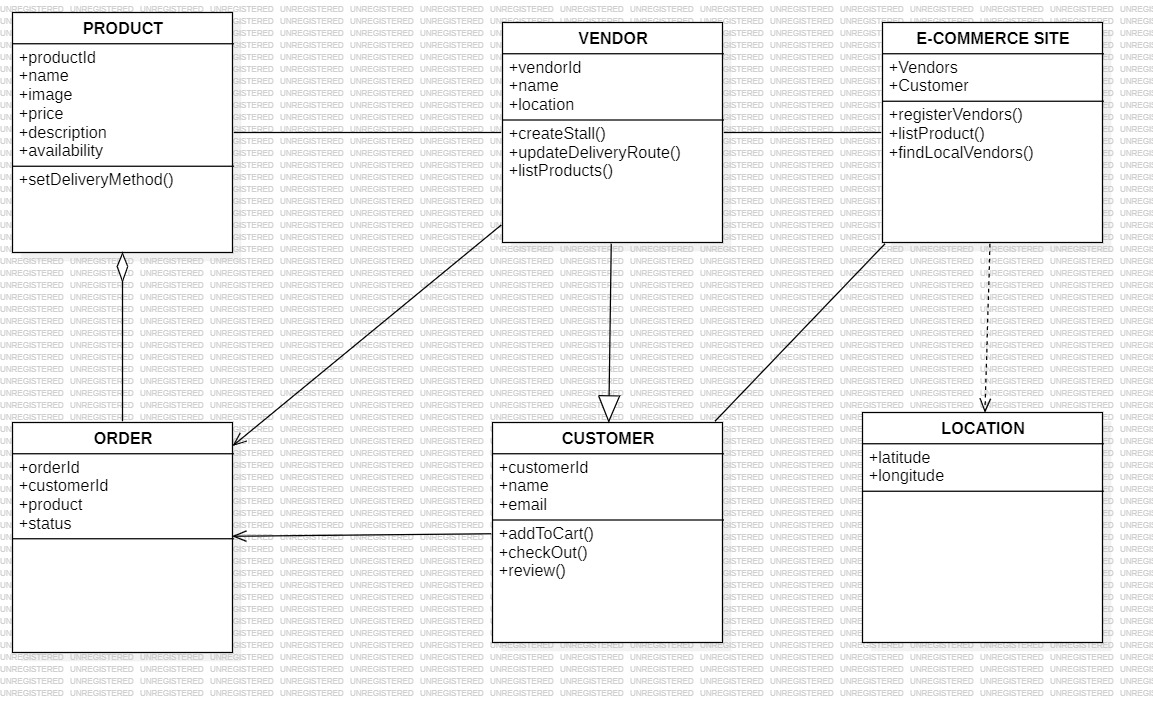 PRODUCT
+productId
+name
+image
+price
+description
+availability
+setDeliveryMethod()
VENDOR
+vendorId
+name
+location
+createStall()
+updateDeliveryRoute()
+listProducts()
E-COMMERCE SITE
+Vendors
+Customer
+registerVendors()
+listProduct()
+findLocalVendors()
ORDER
+orderId
+customerId
+product
+status
CUSTOMER
+customerId
+name
+email
+addToCart()
+checkOut()
+review()
LOCATION
+latitude
+longitude
UNREGISTERED